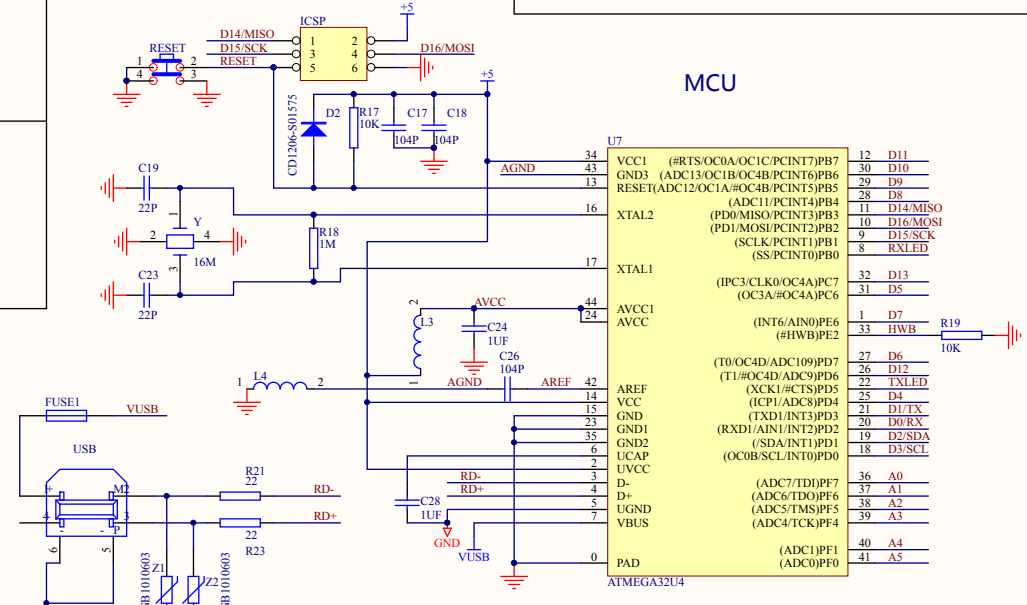 ICSP
+5
D14/MISO 1 2
D15/SCK 3 4 D16/MOSI
RESET 5 6
RESET
1 2
4 3
+5
MCU
CD1206-S01575
D2
R17
10K
C17
104P
C18
104P
U7
AGND
34 VCC1 (#RTS/OC0A/OC1C/PCINT7)PB7 12 D11
43 GND3 (ADC13/OC1B/OC4B/PCINT6)PB6 30 D10
13 RESET (ADC12/OC1A/#OC4B/PCINT5)PB5 29 D9
(ADC11/PCINT4)PB4 28 D8
16 XTAL2 (PD0/MISO/PCINT3)PB3 11 D14/MISO
(PD1/MOSI/PCINT2)PB2 10 D16/MOSI
(SCLK/PCINT1)PB1 9 D15/SCK
(SS/PCINT0)PB0 8 RXLED
17 XTAL1
(IPC3/CLK0/OC4A)PC7 32 D13
(OC3A/#OC4A)PC6 31 D5
44 AVCC1
24 AVCC (INT6/AIN0)PE6 1 D7
(#HWB)PE2 33 HWB
R19
10K
(T0/OC4D/ADC109)PD7 27 D6
(T1/#OC4D/ADC9)PD6 26 D12
42 AREF (XCK1/#CTS)PD5 22 TXLED
14 VCC (ICP1/ADC8)PD4 25 D4
15 GND (TXD1/INT3)PD3 21 D1/TX
23 GND1 (RXD1/AIN1/INT2)PD2 20 D0/RX
35 GND2 (/SDA/INT1)PD1 19 D2/SDA
6 UCAP (OC0B/SCL/INT0)PD0 18 D3/SCL
2 UVCC
3 D- (ADC7/TDI)PF7 36 A0
4 D+ (ADC6/TDO)PF6 37 A1
5 UGND (ADC5/TMS)PF5 38 A2
7 VBUS (ADC4/TCK)PF4 39 A3
(ADC1)PF1 40 A4
0 PAD (ADC0)PF0 41 A5
ATMEGA32U4
C19
22P
1
Y
2 4
16M
3
C23
22P
R18
1M
AVCC
2
L3
1
C24
1UF
C26
104P
L4
1 2
AGND
AREF
FUSE1
VUSB
USB
1+ M2
4 3
- - P
6 5
R21
22
RD-
22
R23
RD+
Z1
Z2
GB1010603
GB1010603
RD-
RD+
C28
1UF
GND
VUSB